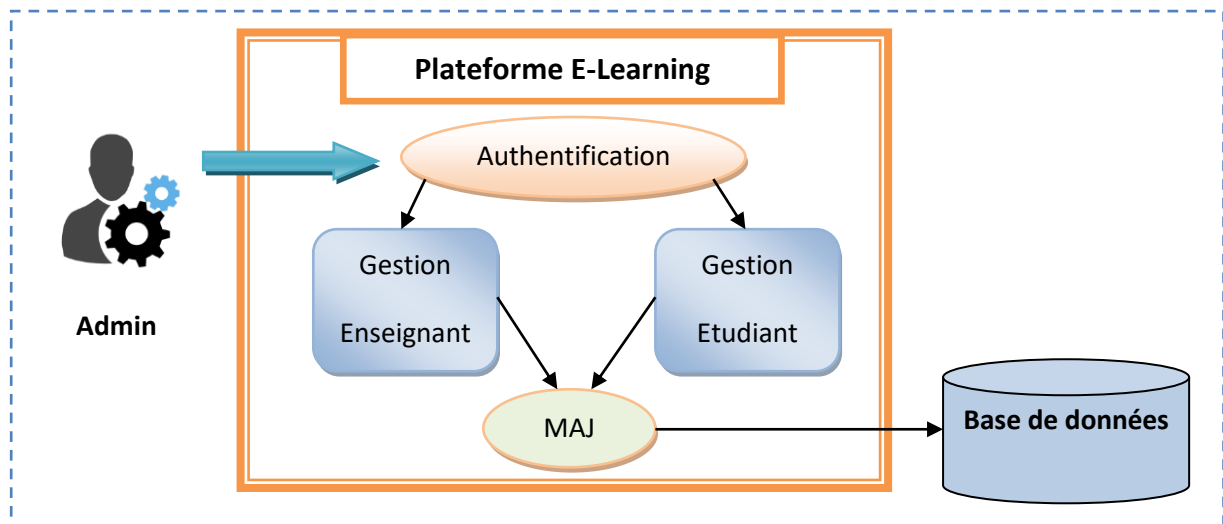 Plateforme E-Learning
Authentification
Gestion
Enseignant
Gestion
Etudiant
Admin
MAJ
Base de données